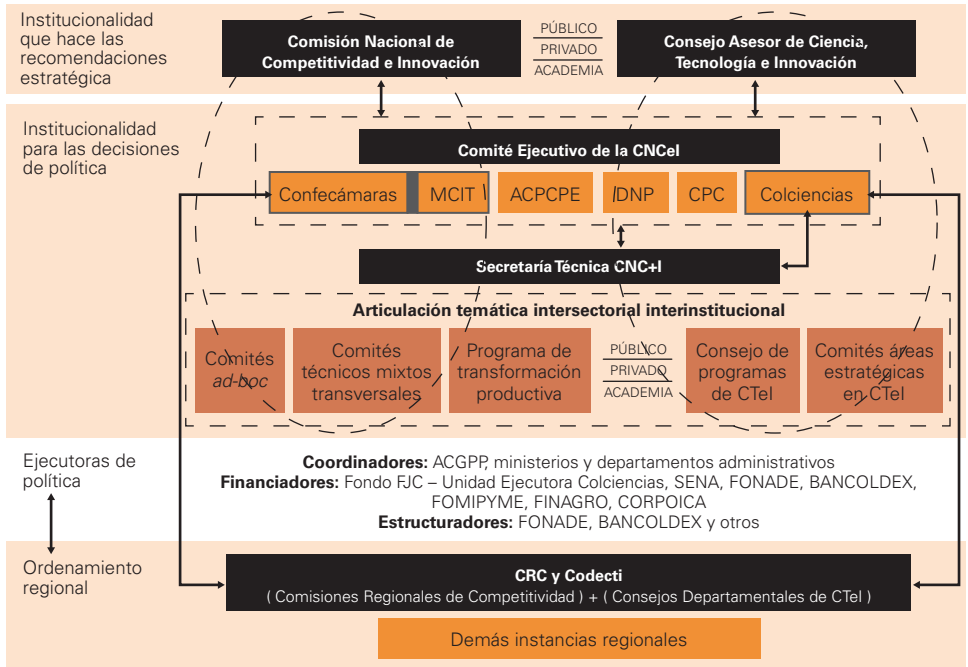 Institucionalidad
que hace las
recomendaciones
estratégica
Comisión Nacional de
Competitividad e Innovación
PÚBLICO
PRIVADO
ACADEMIA
Consejo Asesor de Ciencia,
Tecnología e Innovación
Institucionalidad
para las decisiones
de política
Comité Ejecutivo de la CNCeI
Confecámaras
MCIT
ACPCPE
DNP
CPC
Colciencias
Secretaría Técnica CNC+I
Articulación temática intersectorial interinstitucional
Comités
ad-boc
Comités
técnicos mixtos
transversales
Programa de
transformación
productiva
PÚBLICO
PRIVADO
ACADEMIA
Consejo de
programas
de CTeI
Comités áreas
estratégicas
en CTeI
Ejecutoras de
política
Coordinadores: ACGPP, ministerios y departamentos administrativos
Financiadores: Fondo FJC – Unidad Ejecutora Colciencias, SENA, FONADE, BANCOLDEX,
FOMIPYME, FINAGRO, CORPOICA
Estructuradores: FONADE, BANCOLDEX y otros
Ordenamiento
regional
CRC y Codecti
( Comisiones Regionales de Competitividad ) + ( Consejos Departamentales de CTeI )
Demás instancias regionales